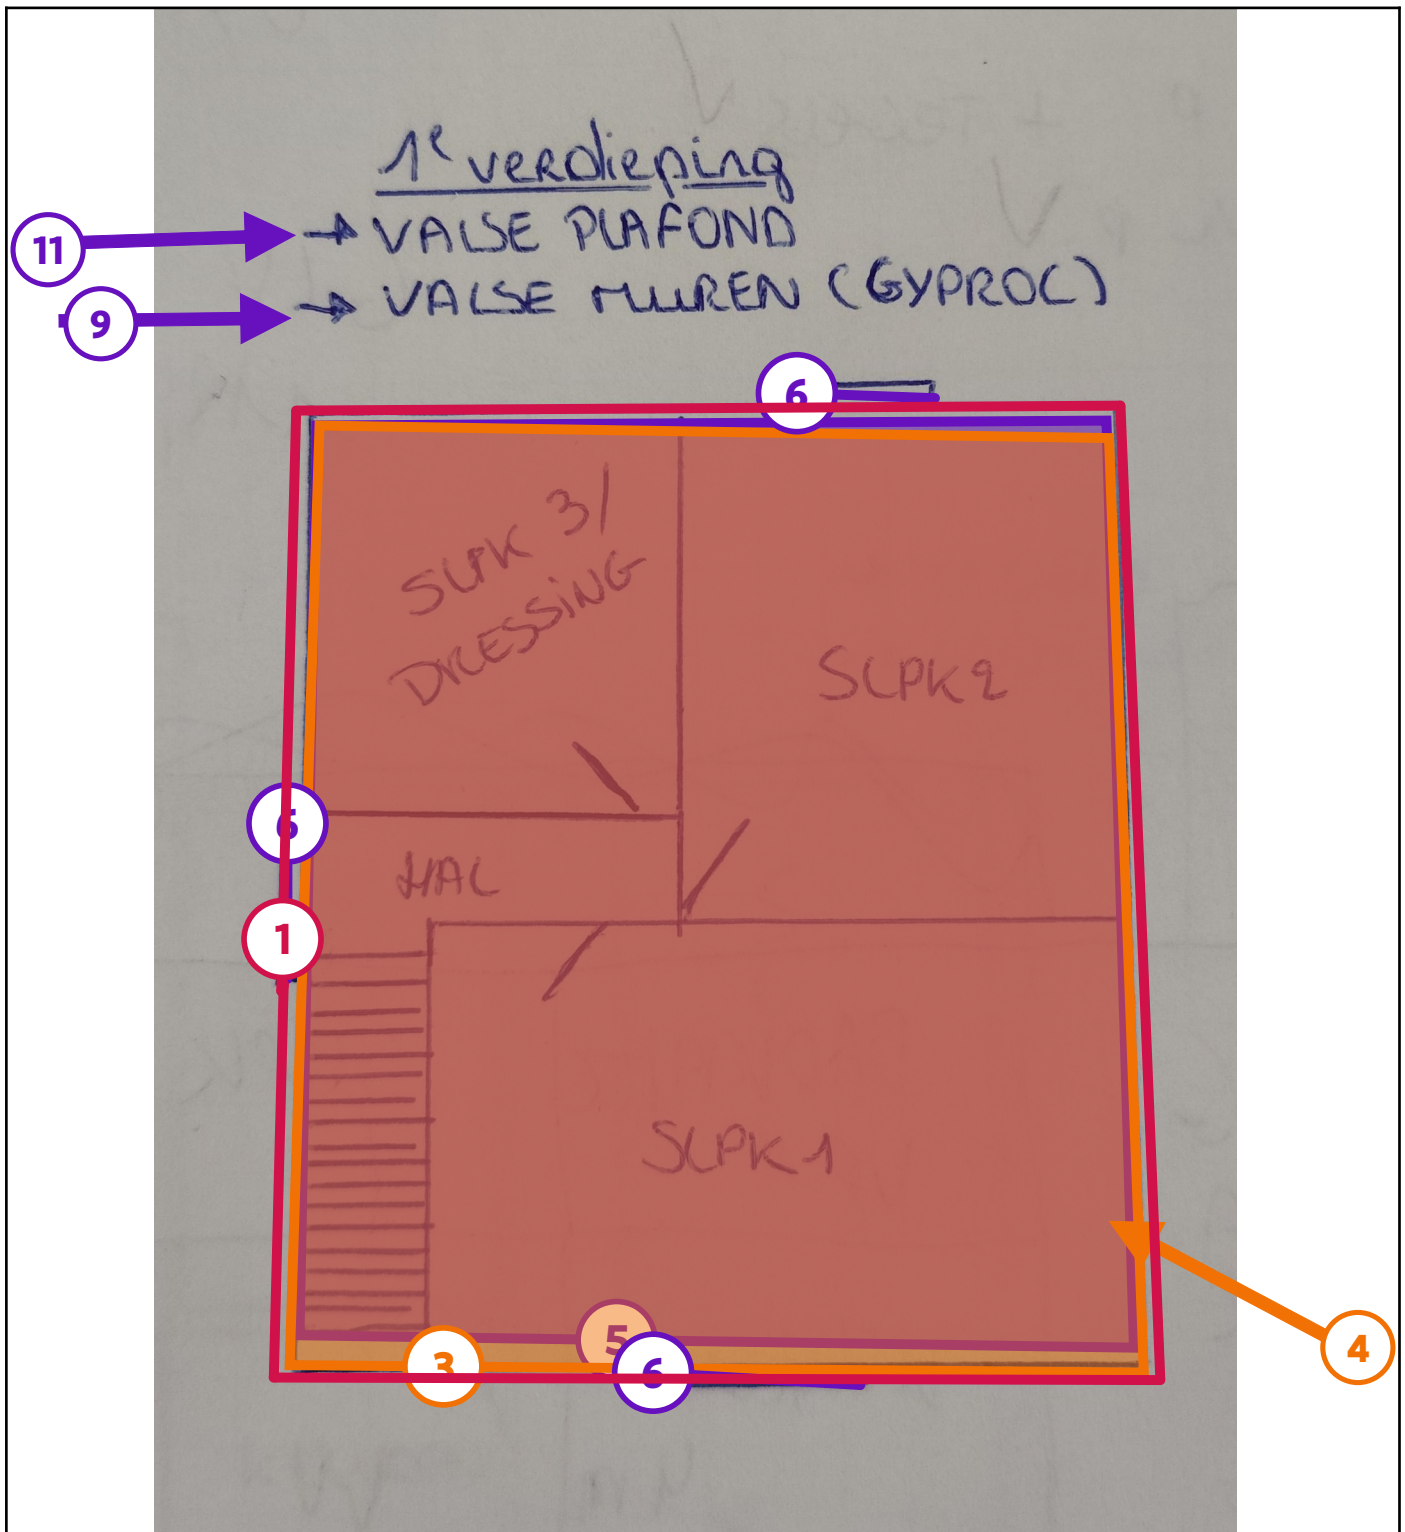 1e verdieping
→ VALSE PLAFOND
→ VALSE MUREN (GYPROC)
11
9
6
SLPK 3/
DRESSING
SLPK 2
6
HAL
1
SLPK 1
5
3
6
4